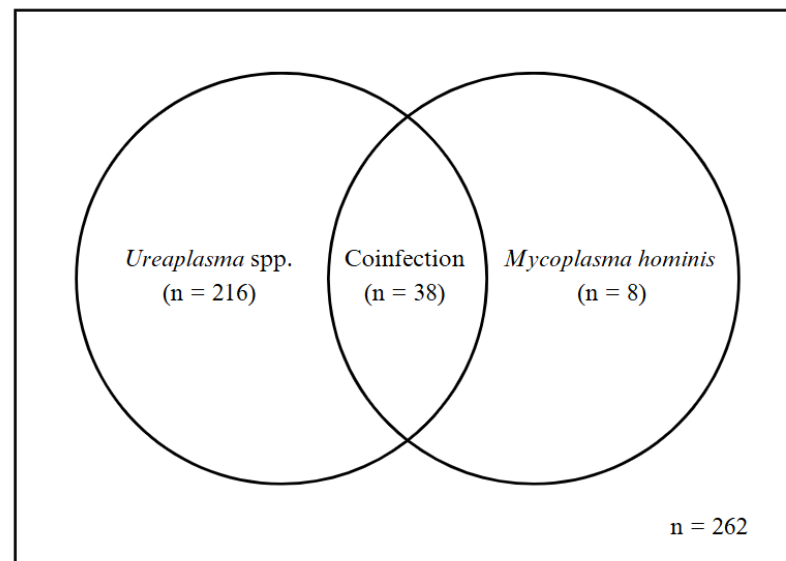 Ureaplasma spp.
(n = 216)
Coinfection
(n = 38)
Mycoplasma hominis
(n = 8)
n = 262